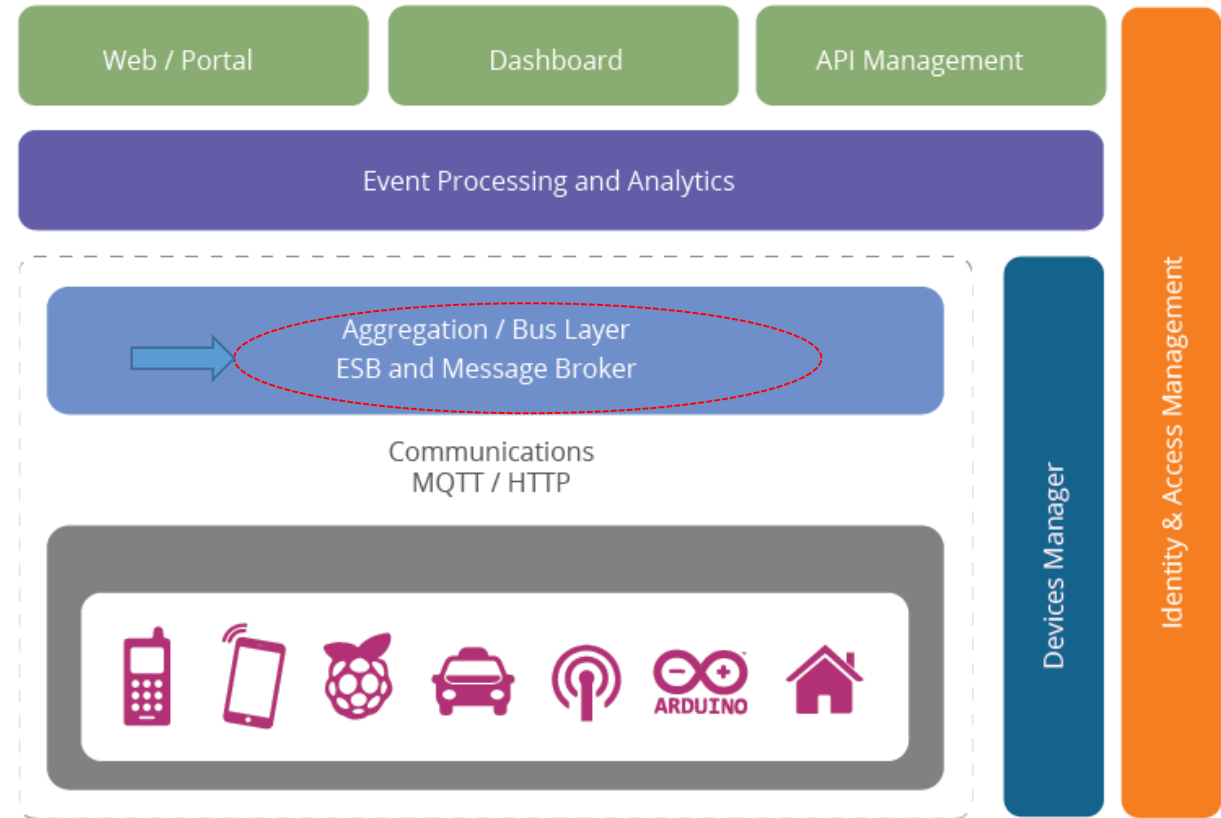 Web / Portal
Dashboard
API Management
Event Processing and Analytics
Aggregation / Bus Layer
ESB and Message Broker
Communications
MQTT / HTTP
ARDUINO
Devices Manager
Identity & Access Management